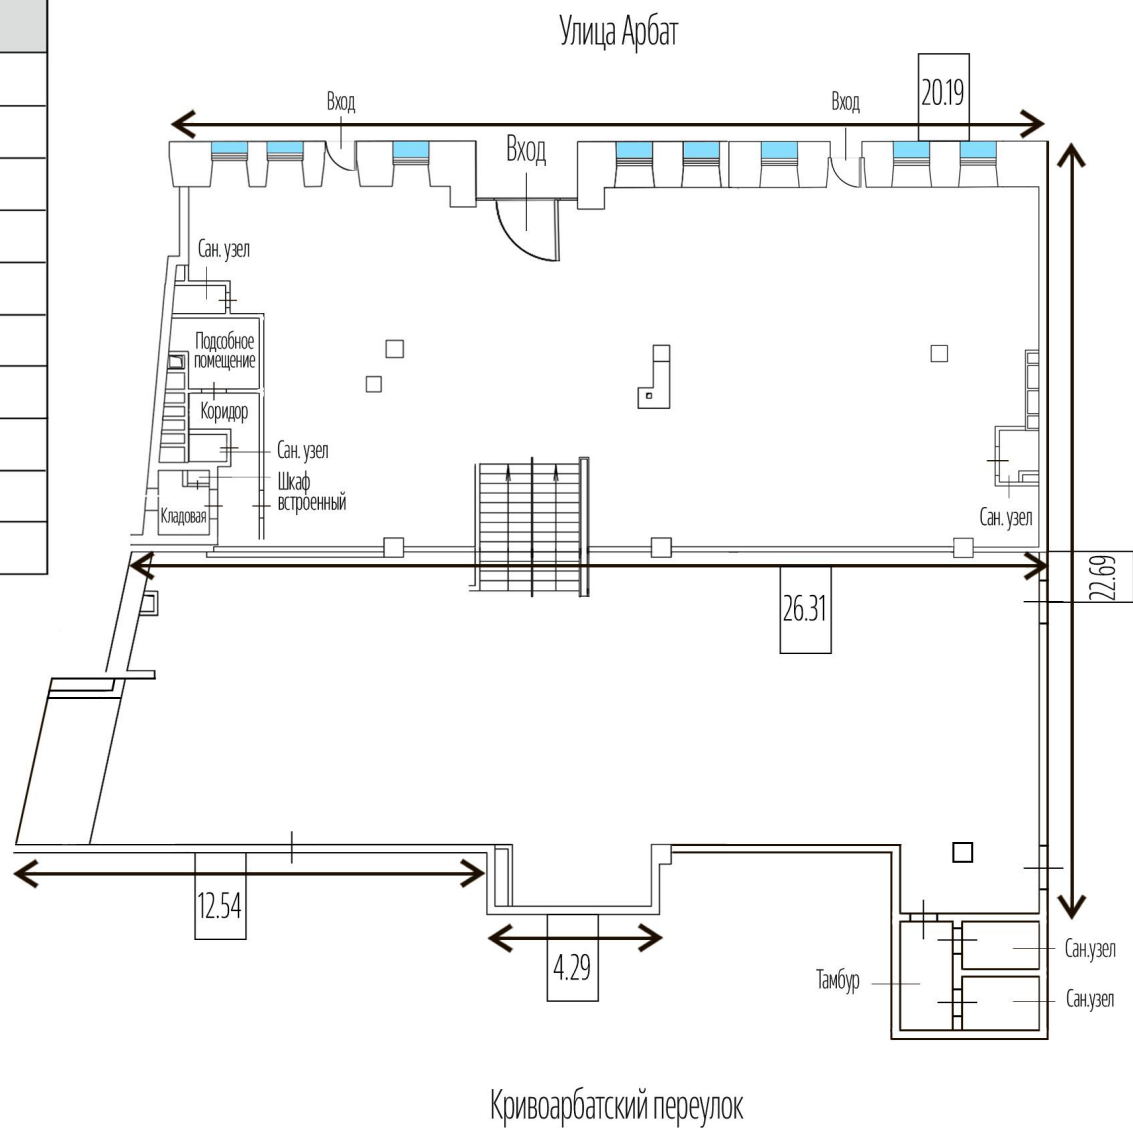 Улица Арбат
20.19
Вход
Вход
Вход
Сан. узел
Подсобное
помещение
Коридор
Сан. узел
Шкаф
встроенный
Кладовая
Сан. узел
22.69
26.31
12.54
4.29
Сан.узел
Тамбур
Сан.узел
Кривоарбатский переулок